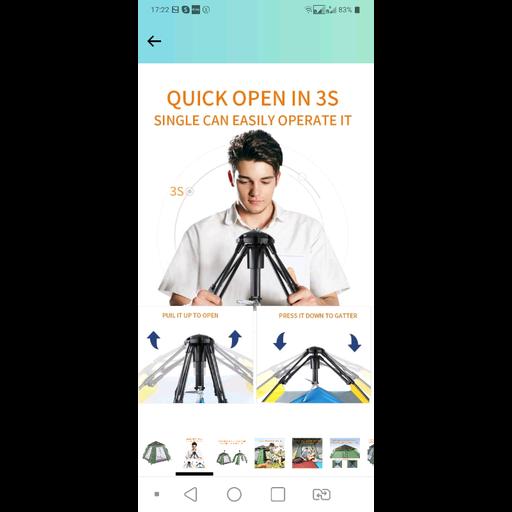 17:22
83%
QUICK OPEN IN 3S
SINGLE CAN EASILY OPERATE IT
3S
PUIL IT UP TO OPEN
PRESS IT DOWN TO GATTER